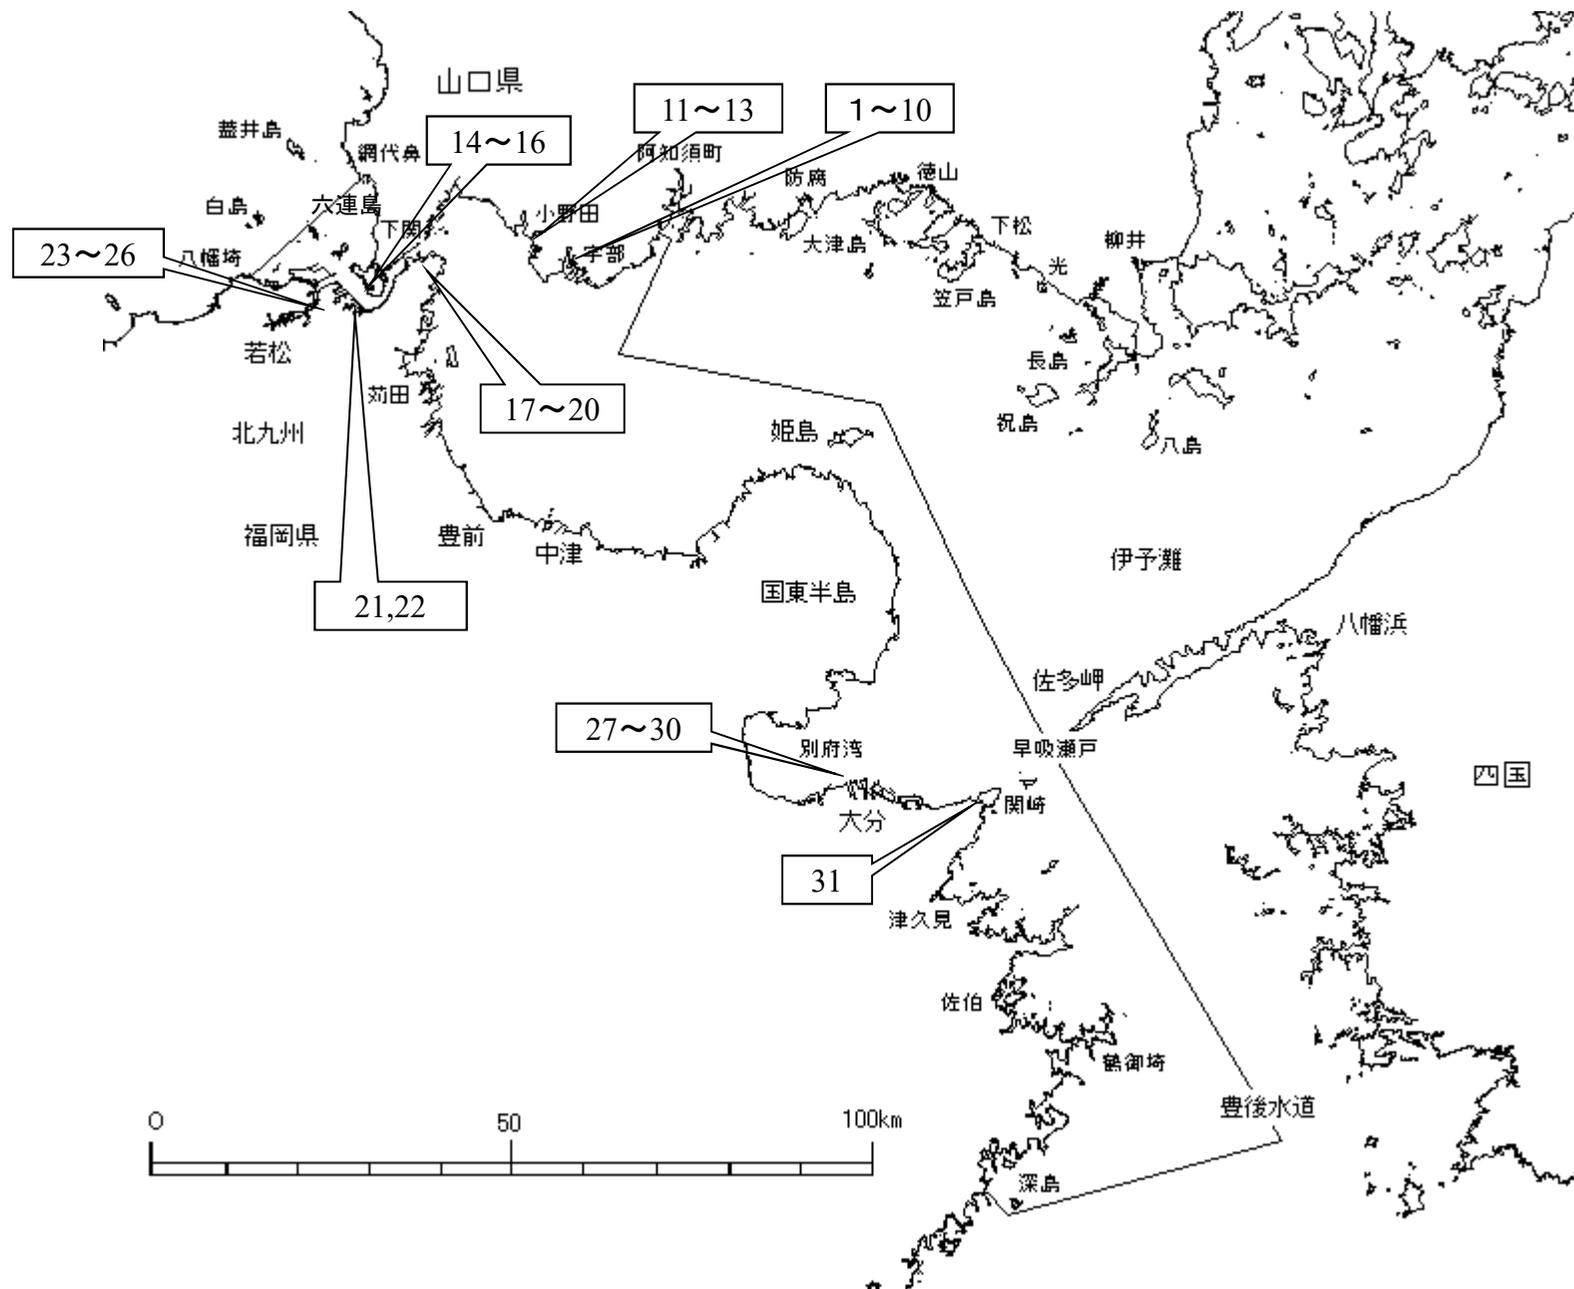 山口県
11～13
1～10
蓋井島
網代鼻
14～16
阿知須町
防腐
徳山
白島
六連島
下関
小野田
宇部
大津島
下松
柳井
23～26
八幡埼
光
笠戸島
若松
長島
苅田
17～20
祝島
北九州
姫島
八島
福岡県
豊前
中津
伊予灘
国東半島
21,22
八幡浜
佐多岬
27～30
別府湾
早吸瀬戸
四国
大分
関崎
31
津久見
佐伯
鶴御埼
豊後水道
0 50 100km
深島